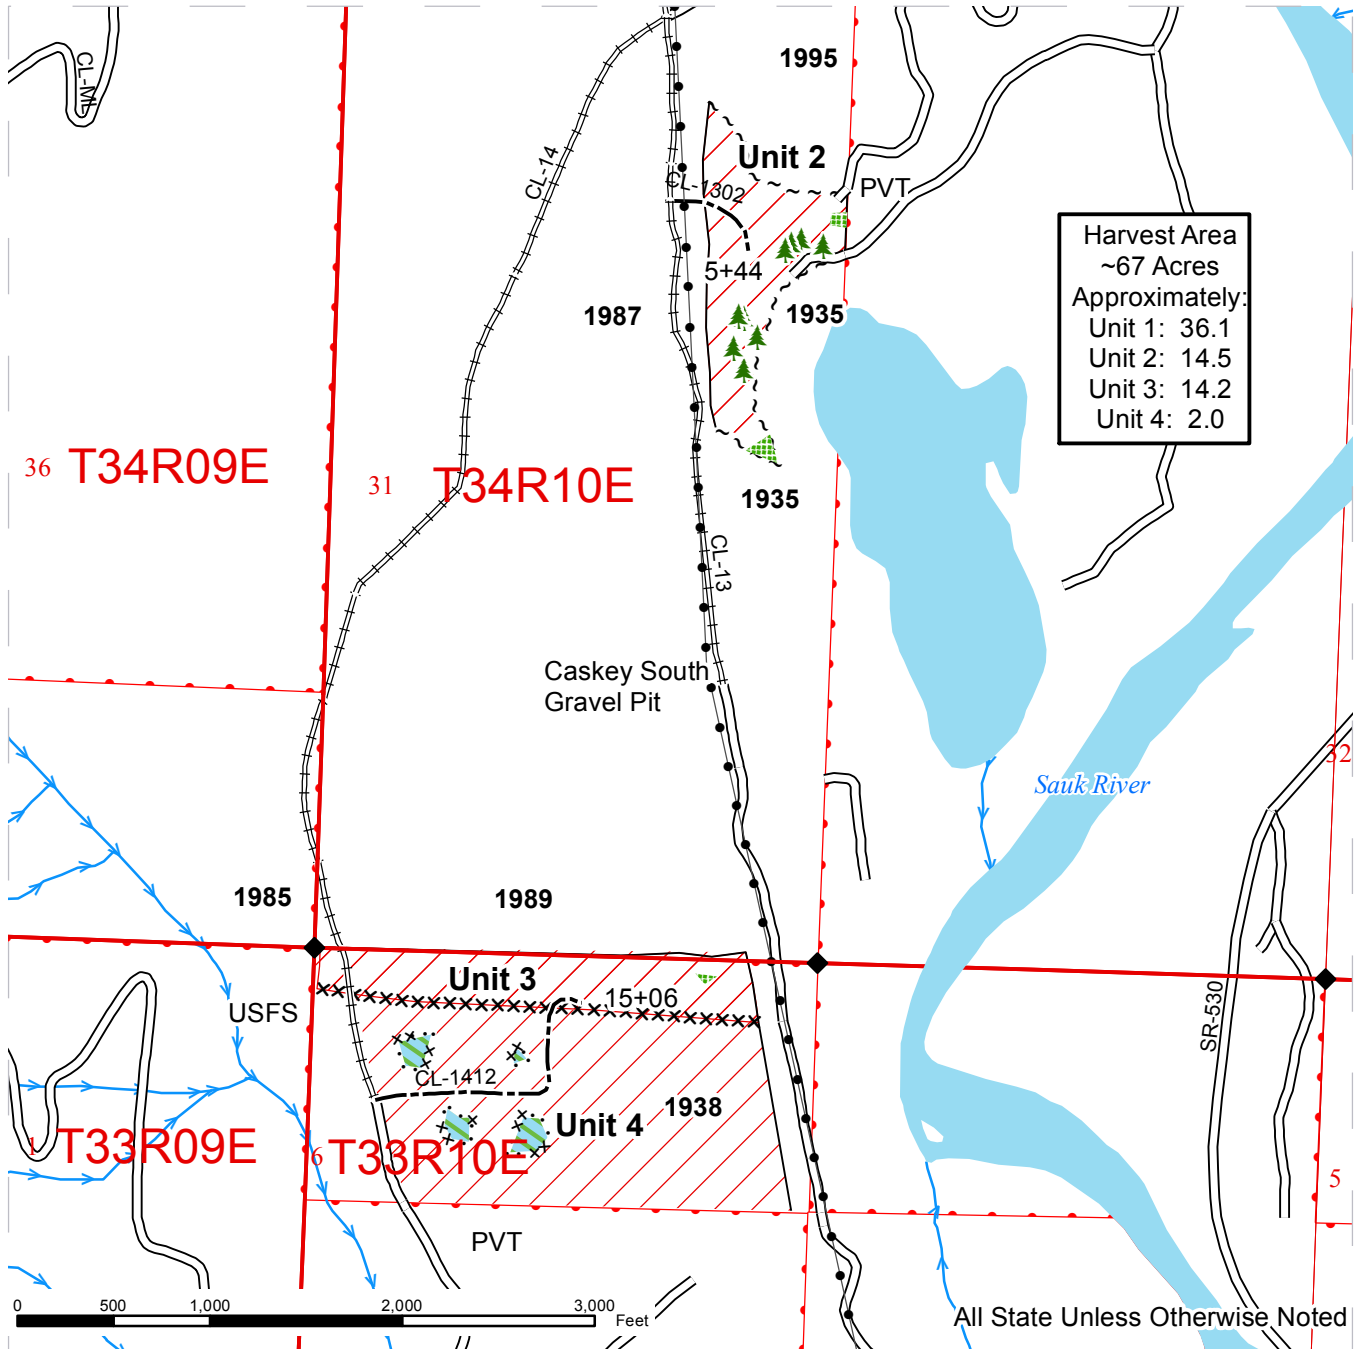 CL-ML
1995
CL-14
Unit 2
CL-1302
PVT
5+44
1987
1935
Harvest Area
~67 Acres
Approximately:
Unit 1: 36.1
Unit 2: 14.5
Unit 3: 14.2
Unit 4: 2.0
36
T34R09E
31
T34R10E
1935
CL-13
Caskey South
Gravel Pit
32
Sauk River
1985
1989
Unit 3
15+06
USFS
SR-530
CL-1412
1938
Unit 4
1
T33R09E
6
T33R10E
5
PVT
0
500
1,000
2,000
3,000
Feet
All State Unless Otherwise Noted